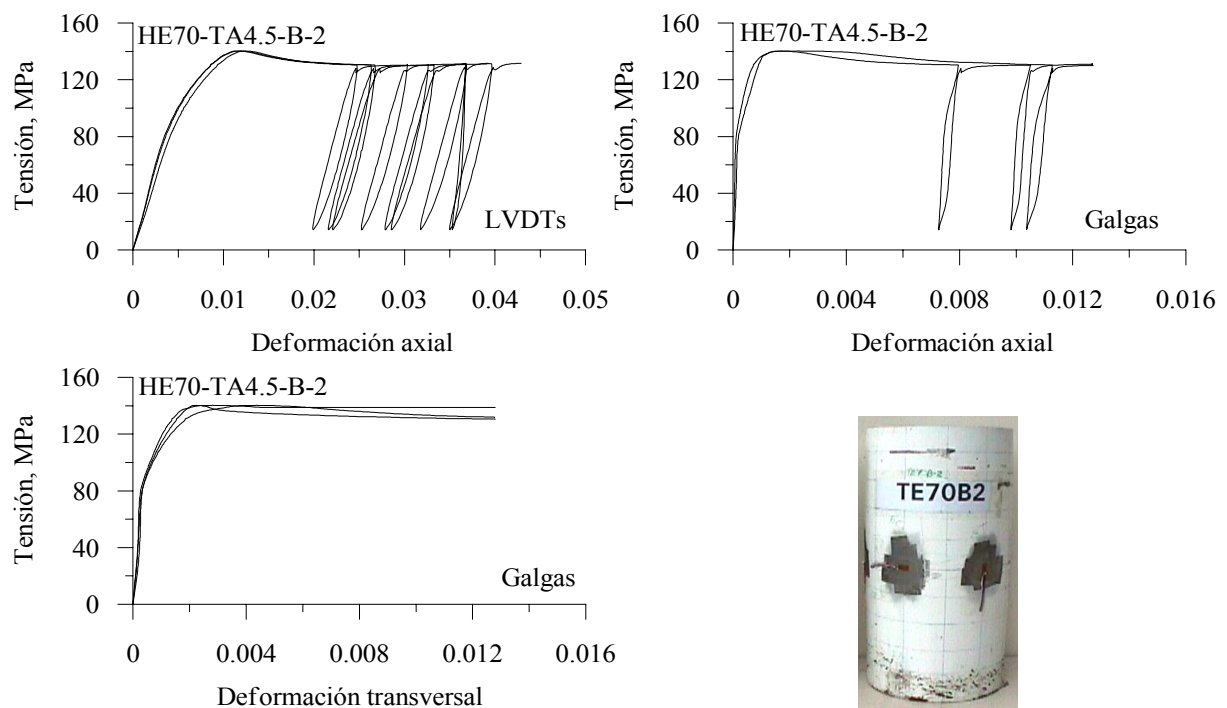 160
HE70-TA4.5-B-2
120
80
40
0
Tensión, MPa
LVDTs
0 0.01 0.02 0.03 0.04 0.05
Deformación axial
160
HE70-TA4.5-B-2
120
80
40
0
Tensión, MPa
Galgas
0 0.004 0.008 0.012 0.016
Deformación axial
160
HE70-TA4.5-B-2
120
80
40
0
Tensión, MPa
Galgas
0 0.004 0.008 0.012 0.016
Deformación transversal
TE70B2